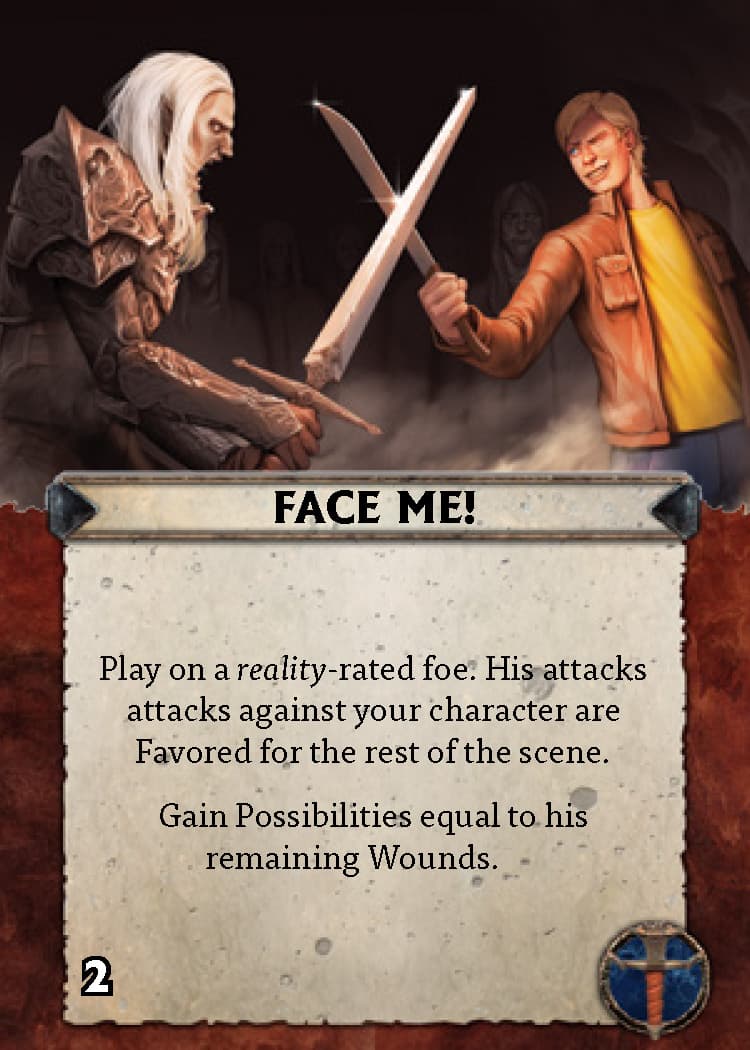 FACE ME!
Play on a reality-rated foe. His attacks
attacks against your character are
Favored for the rest of the scene.
Gain Possibilities equal to his
remaining Wounds.
2